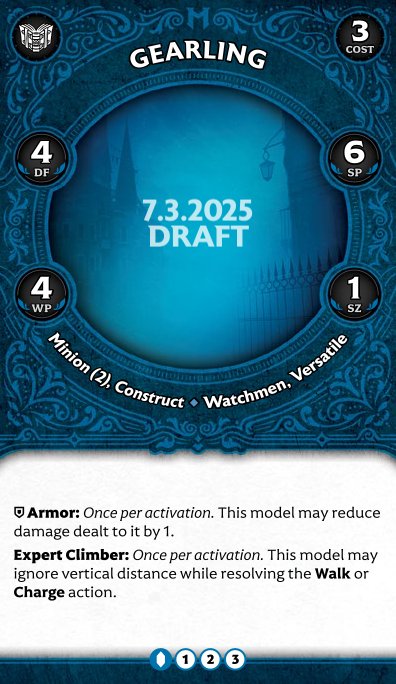 GEARLING
3
COST
4
DF
6
SP
7.3.2025
DRAFT
4
WP
1
SZ
Minion (2), Construct ◆ Watchmen, Versatile
Armor: Once per activation. This model may reduce
damage dealt to it by 1.
Expert Climber: Once per activation. This model may
ignore vertical distance while resolving the Walk or
Charge action.
1 2 3